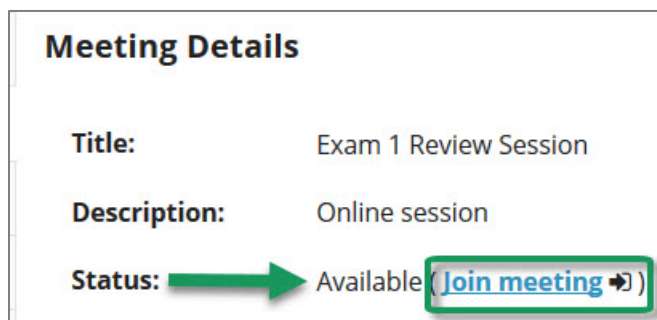 Meeting Details
Title: Exam 1 Review Session
Description: Online session
Status: Available (Join meeting)